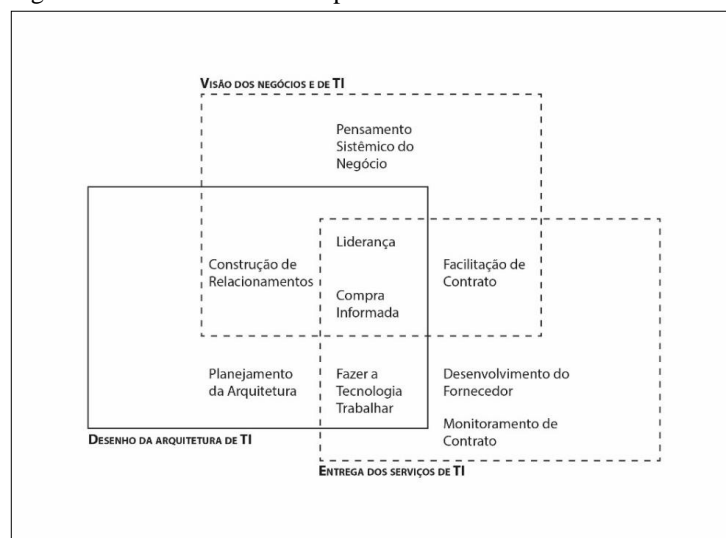 VISÃO DOS NEGÓCIOS E DE TI
Pensamento
Sistêmico do
Negócio
Liderança
Construção de
Relacionamentos
Facilitação de
Contrato
Compra
Informada
Planejamento
da Arquitetura
Fazer a
Tecnologia
Trabalhar
Desenvolvimento do
Fornecedor
Monitoramento de
Contrato
DESENHO DA ARQUITETURA DE TI
ENTREGA DOS SERVIÇOS DE TI